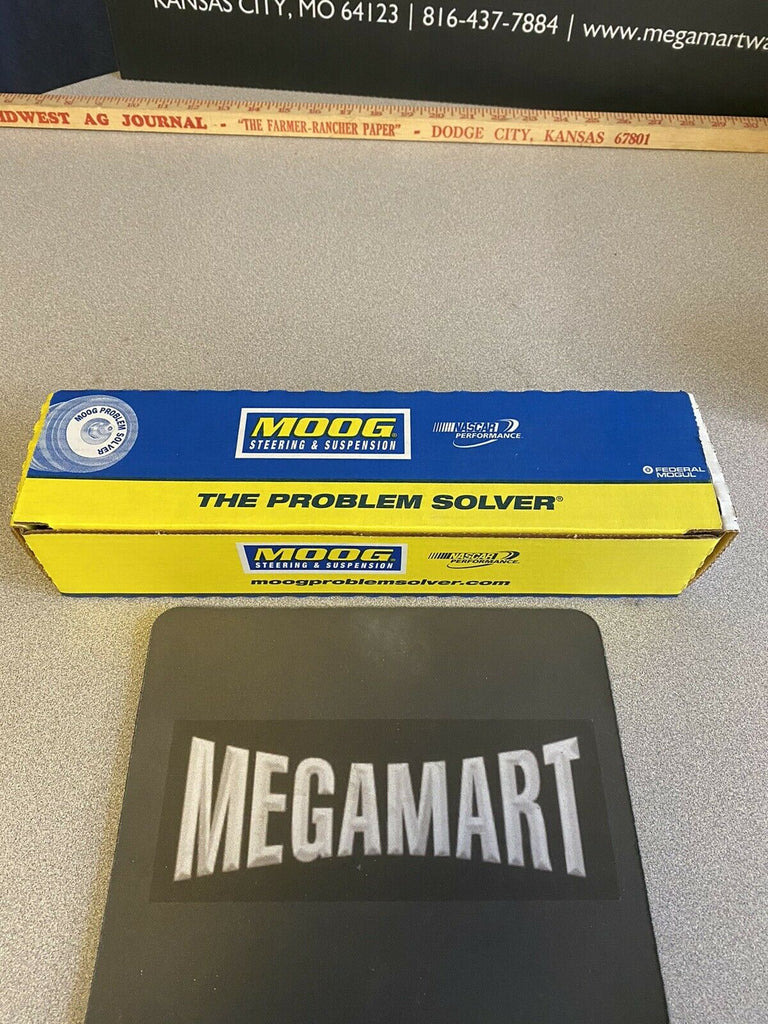 KANSAS CITY, MO 64123 | 816-437-7884 | www.megamartwa
IDWEST AG JOURNAL - "THE FARMER-RANCHER PAPER" - DODGE CITY, KANSAS 67801
MOOG PROBLEM SOLVER
MOOG®
STEERING & SUSPENSION
NASCAR
PERFORMANCE
FEDERAL
MOGUL
THE PROBLEM SOLVER®
MOOG
STEERING & SUSPENSION
NASCAR
PERFORMANCE
moogproblemsolver.com
MEGAMART